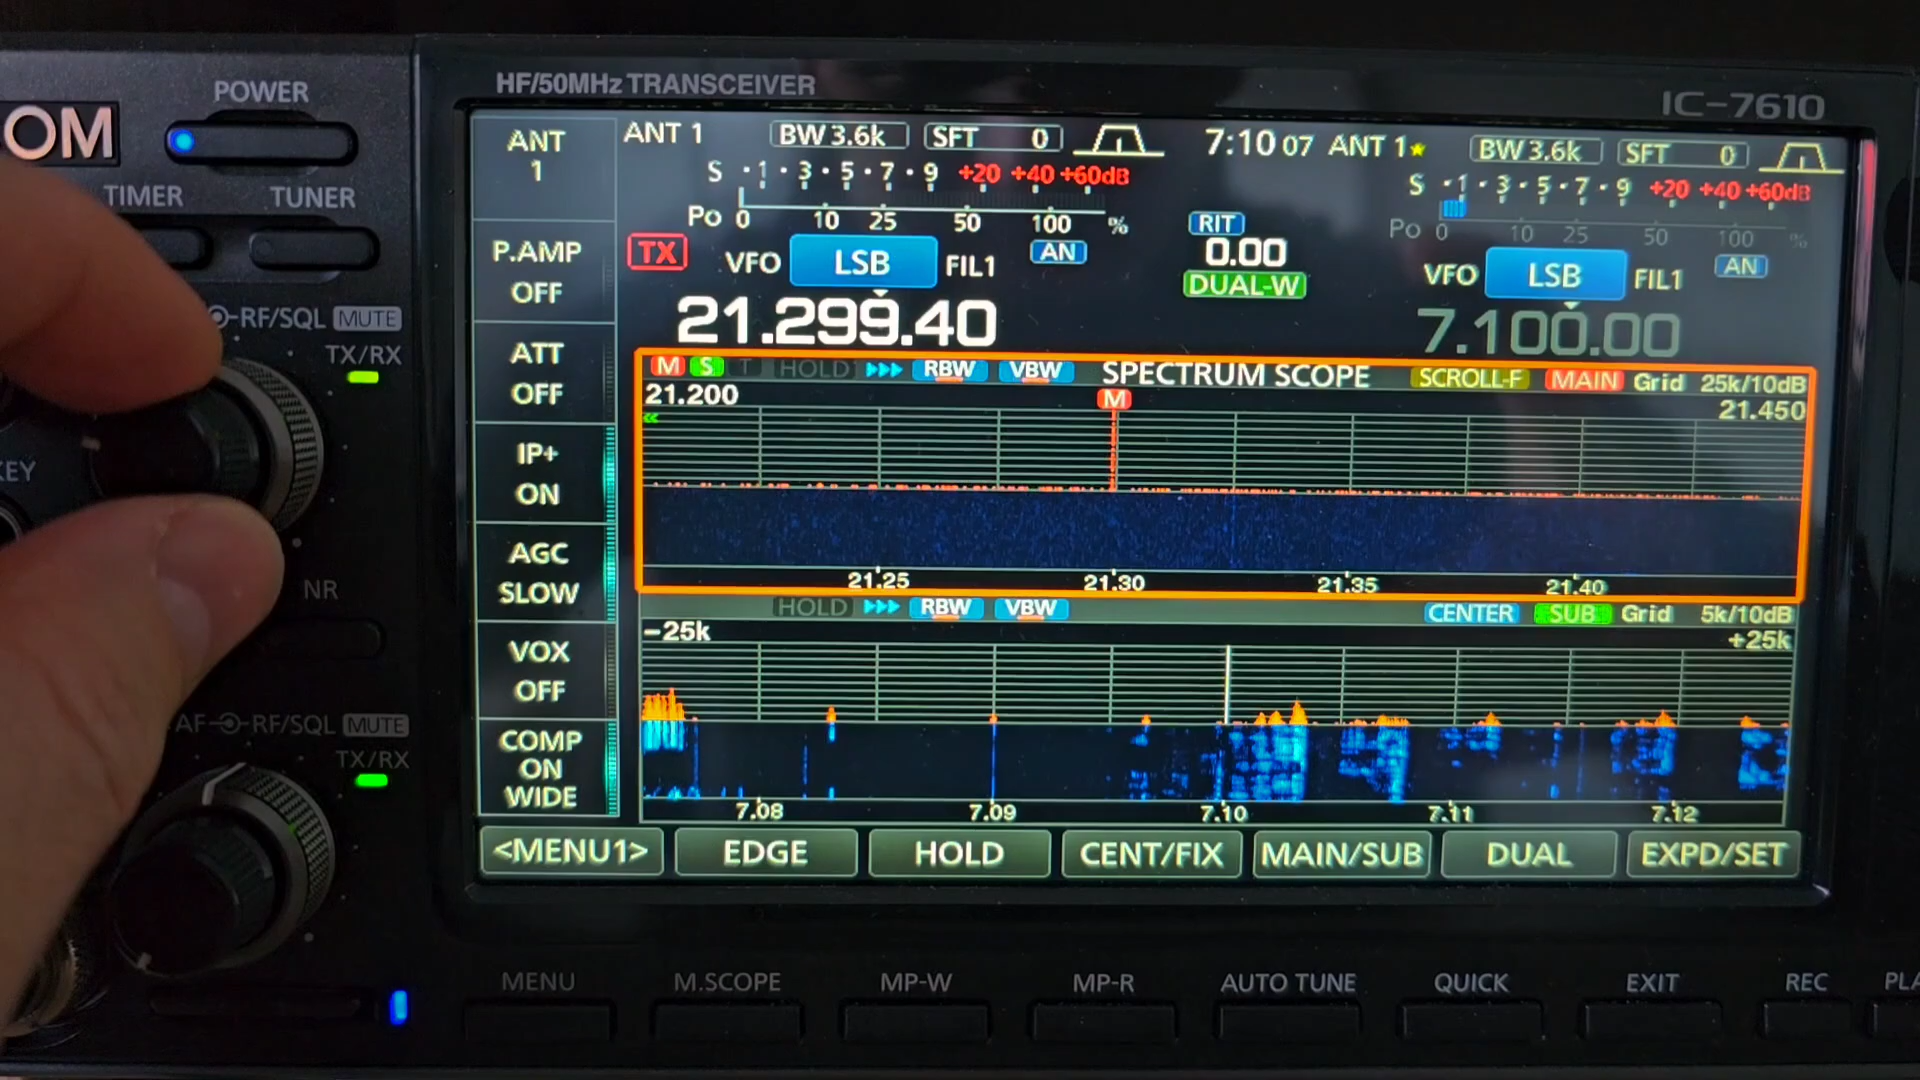 HF/50MHz TRANSCEIVER
IC-7610
OM
POWER
TIMER TUNER
RF/SQL MUTE
TX/RX
KEY
NR
AF RF/SQL MUTE
TX/RX
ANT
1
P.AMP
OFF
ATT
OFF
IP+
ON
AGC
SLOW
VOX
OFF
COMP
ON
WIDE
ANT 1 BW 3.6k SFT 0 7:10 07 ANT 1★ BW 3.6k SFT 0
S 1 3 5 7 9 +20 +40 +60dB S 1 3 5 7 9 +20 +40 +60dB
Po 0 10 25 50 100 % Po 0 10 25 50 100 %
RIT
0.00
DUAL-W
TX VFO LSB FIL1 AN VFO LSB FIL1 AN
21.299.40 7.100.00
M S T HOLD RBW VBW SPECTRUM SCOPE SCROLL-F MAIN Grid 25k/10dB
21.200 M 21.450
21.25 21.30 21.35 21.40
HOLD RBW VBW CENTER SUB Grid 5k/10dB
-25k +25k
7.08 7.09 7.10 7.11 7.12
<MENU1> EDGE HOLD CENT/FIX MAIN/SUB DUAL EXPD/SET
MENU M.SCOPE MP-W MP-R AUTO TUNE QUICK EXIT REC PLA